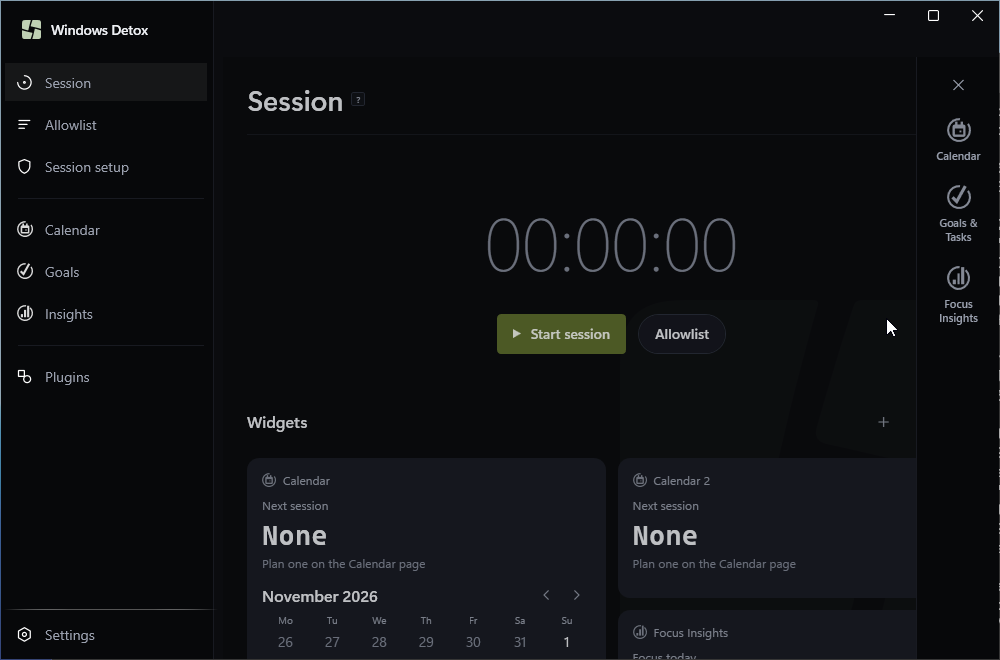 Windows Detox
Session
Allowlist
Session setup
Calendar
Goals
Insights
Plugins
Settings
Session ?
00:00:00
Start session
Allowlist
Widgets
Calendar
Next session
None
Plan one on the Calendar page
November 2026
Mo Tu We Th Fr Sa Su
26 27 28 29 30 31 1
Calendar 2
Next session
None
Plan one on the Calendar page
Focus Insights
Focus today
Calendar
Goals &
Tasks
Focus
Insights